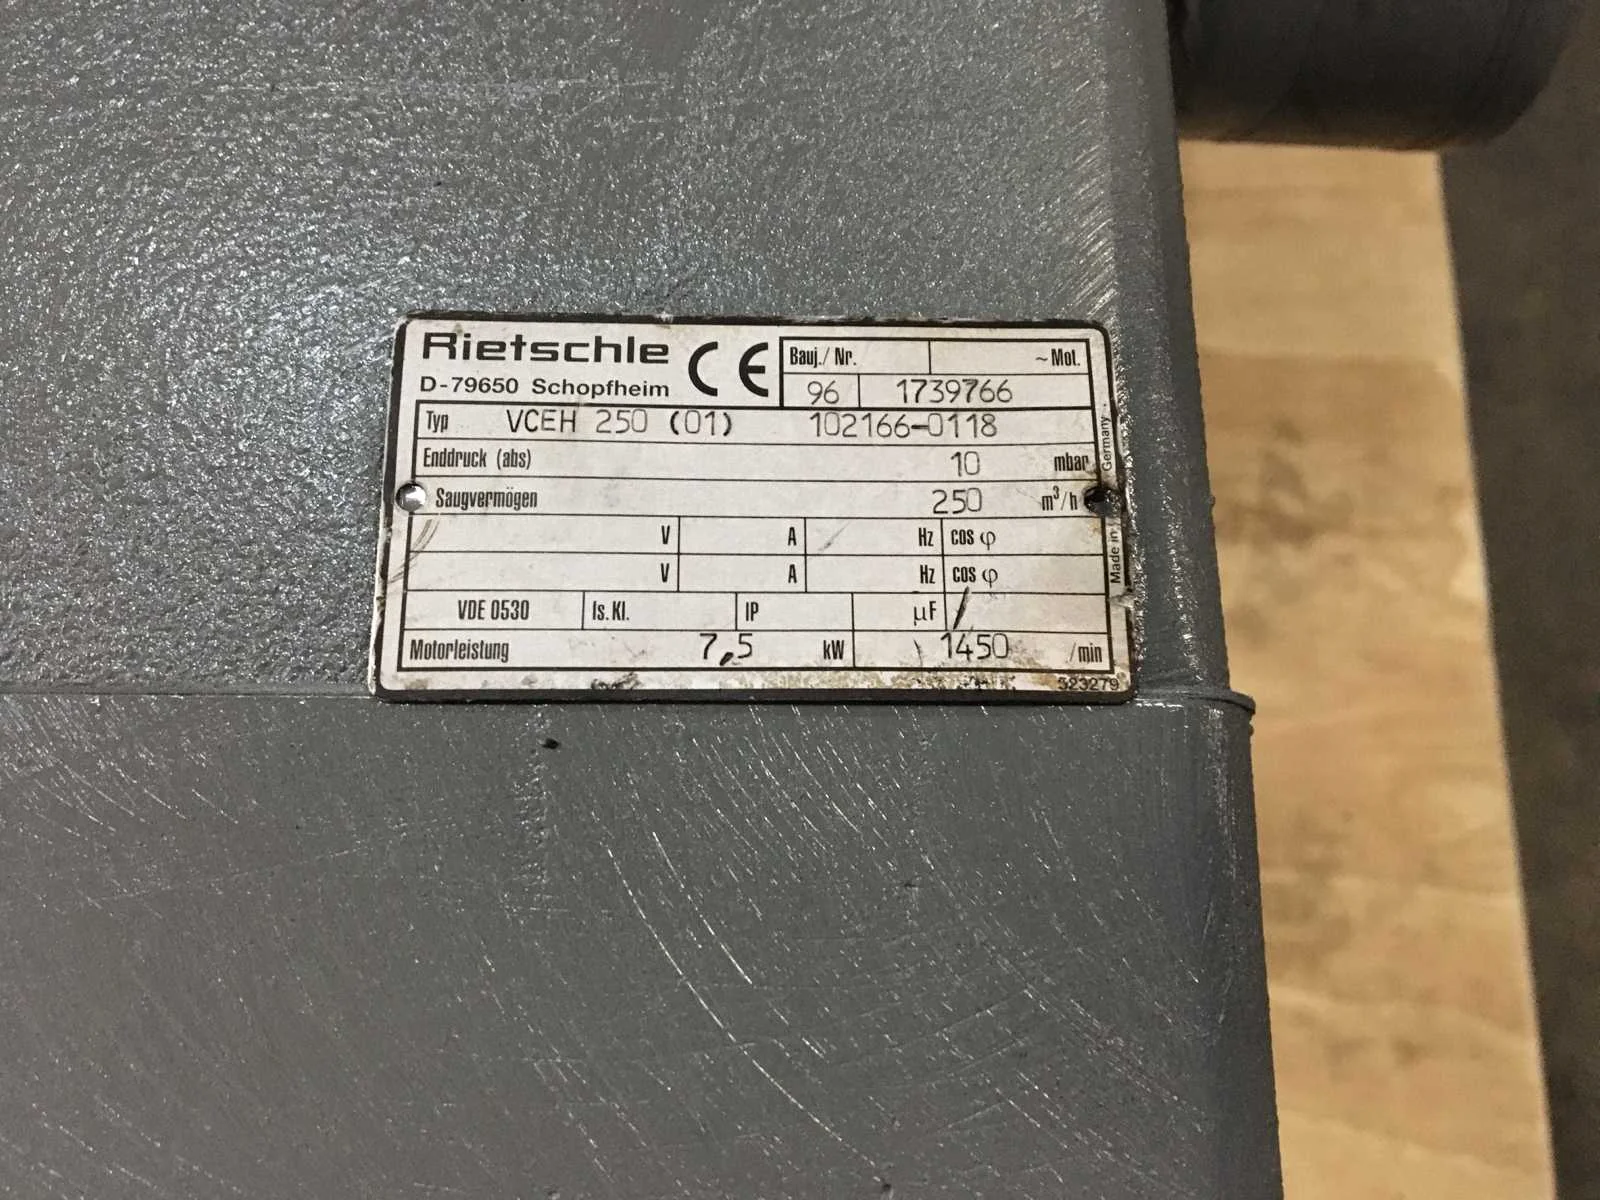 Rietschle CE
D-79650 Schopfheim
Bauj./ Nr. ~ Mot.
96 1739766
Typ VCEH 250 (01) 102166-0118
Enddruck (abs) 10 mbar
Saugvermögen 250 m³/h
V A Hz cos φ
V A Hz cos φ
VDE 0530 Is. Kl. IP µF
Motorleistung 7,5 kW 1450 /min
523279
Made in Germany